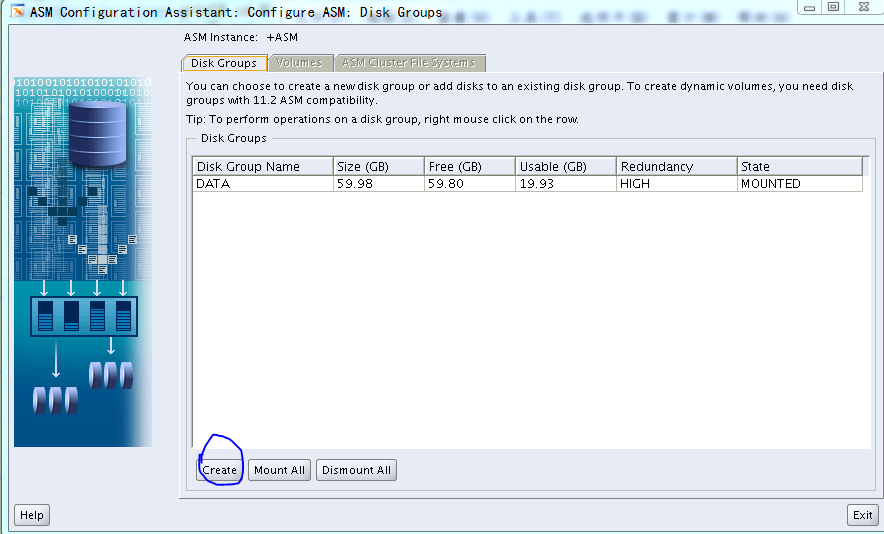 ASM Configuration Assistant: Configure ASM: Disk Groups
ASM Instance: +ASM
Disk Groups Volumes ASM Cluster File Systems
You can choose to create a new disk group or add disks to an existing disk group. To create dynamic volumes, you need disk
groups with 11.2 ASM compatibility.
Tip: To perform operations on a disk group, right mouse click on the row.
Disk Groups
Disk Group Name Size (GB) Free (GB) Usable (GB) Redundancy State
DATA 59.98 59.80 19.93 HIGH MOUNTED
Create Mount All Dismount All
Help Exit